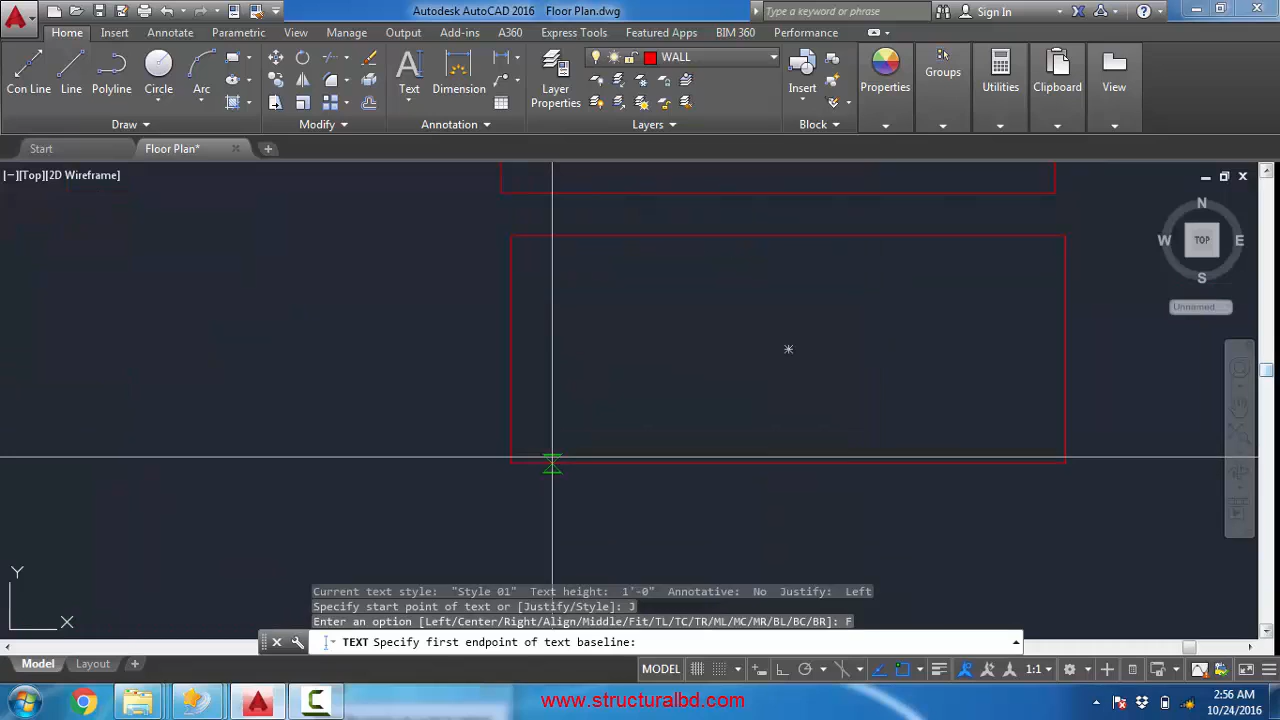 Autodesk AutoCAD 2016 Floor Plan.dwg
Type a keyword or phrase
Sign In
Home Insert Annotate Parametric View Manage Output Add-ins A360 Express Tools Featured Apps BIM 360 Performance
WALL
Con Line Line Polyline Circle Arc
Text Dimension
Layer Properties
Insert
Properties Groups Utilities Clipboard View
Draw Modify Annotation Layers Block
Start Floor Plan*
[−][Top][2D Wireframe]
N
W TOP E
S
Unnamed
Y
X
Current text style: "Style 01" Text height: 1'-0" Annotative: No Justify: Left
Specify start point of text or [Justify/Style]: J
Enter an option [Left/Center/Right/Align/Middle/Fit/TL/TC/TR/ML/MC/MR/BL/BC/BR]: F
TEXT Specify first endpoint of text baseline:
Model Layout
MODEL 1:1
2:56 AM
10/24/2016
www.structuralbd.com